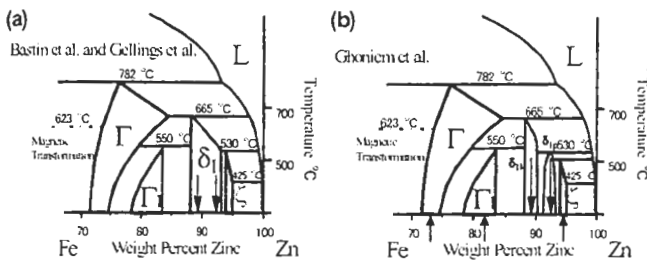 (a)
Bastin et al. and Gellings et al.
L
782 °C
623 °C
Magnetic
Transformation
Γ
665 °C
550 °C
530 °C
425 °C
Γ1
δ1
ζ
700
500
Temperature °C
70 80 90 100
Fe Weight Percent Zinc Zn
(b)
Ghoniem et al.
L
782 °C
623 °C
Magnetic
Transformation
Γ
665 °C
550 °C
630 °C
425 °C
Γ1
δ1k
ζ
700
500
Temperature °C
80 90 100
Fe Weight Percent Zinc Zn